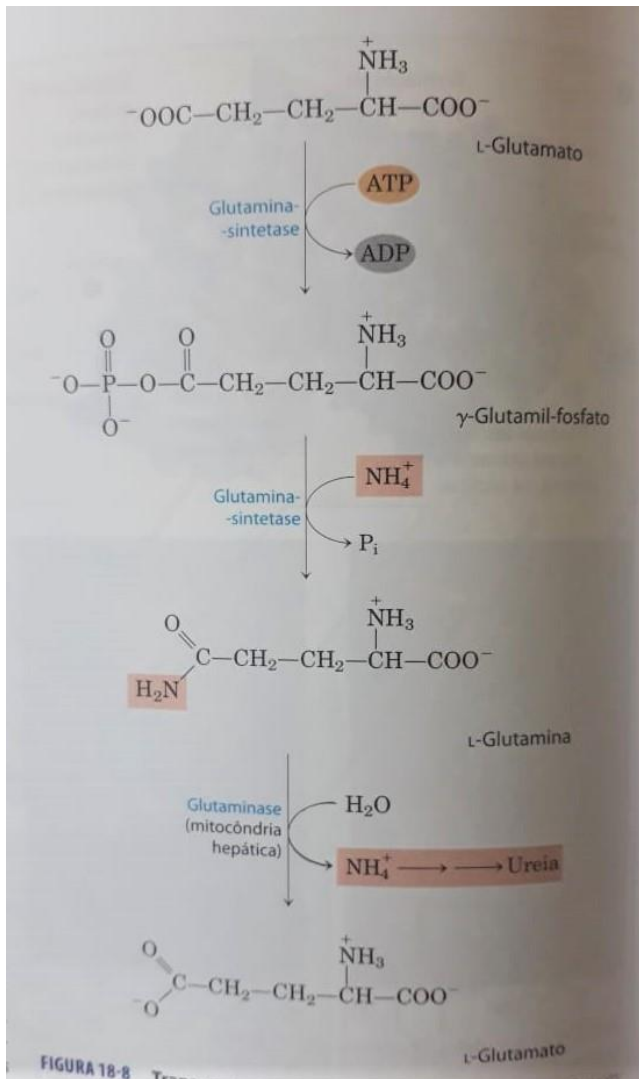 NH₃⁺
⁻OOC—CH₂—CH₂—CH—COO⁻
L-Glutamato
ATP
Glutamina-
-sintetase
ADP
O O NH₃⁺
⁻O—P—O—C—CH₂—CH₂—CH—COO⁻
O⁻
γ-Glutamil-fosfato
NH₄⁺
Glutamina-
-sintetase
Pᵢ
O NH₃⁺
C—CH₂—CH₂—CH—COO⁻
H₂N
L-Glutamina
Glutaminase
(mitocôndria
hepática)
H₂O
NH₄⁺ ⟶ ⟶ Ureia
O NH₃⁺
C—CH₂—CH₂—CH—COO⁻
⁻O
L-Glutamato
FIGURA 18-8